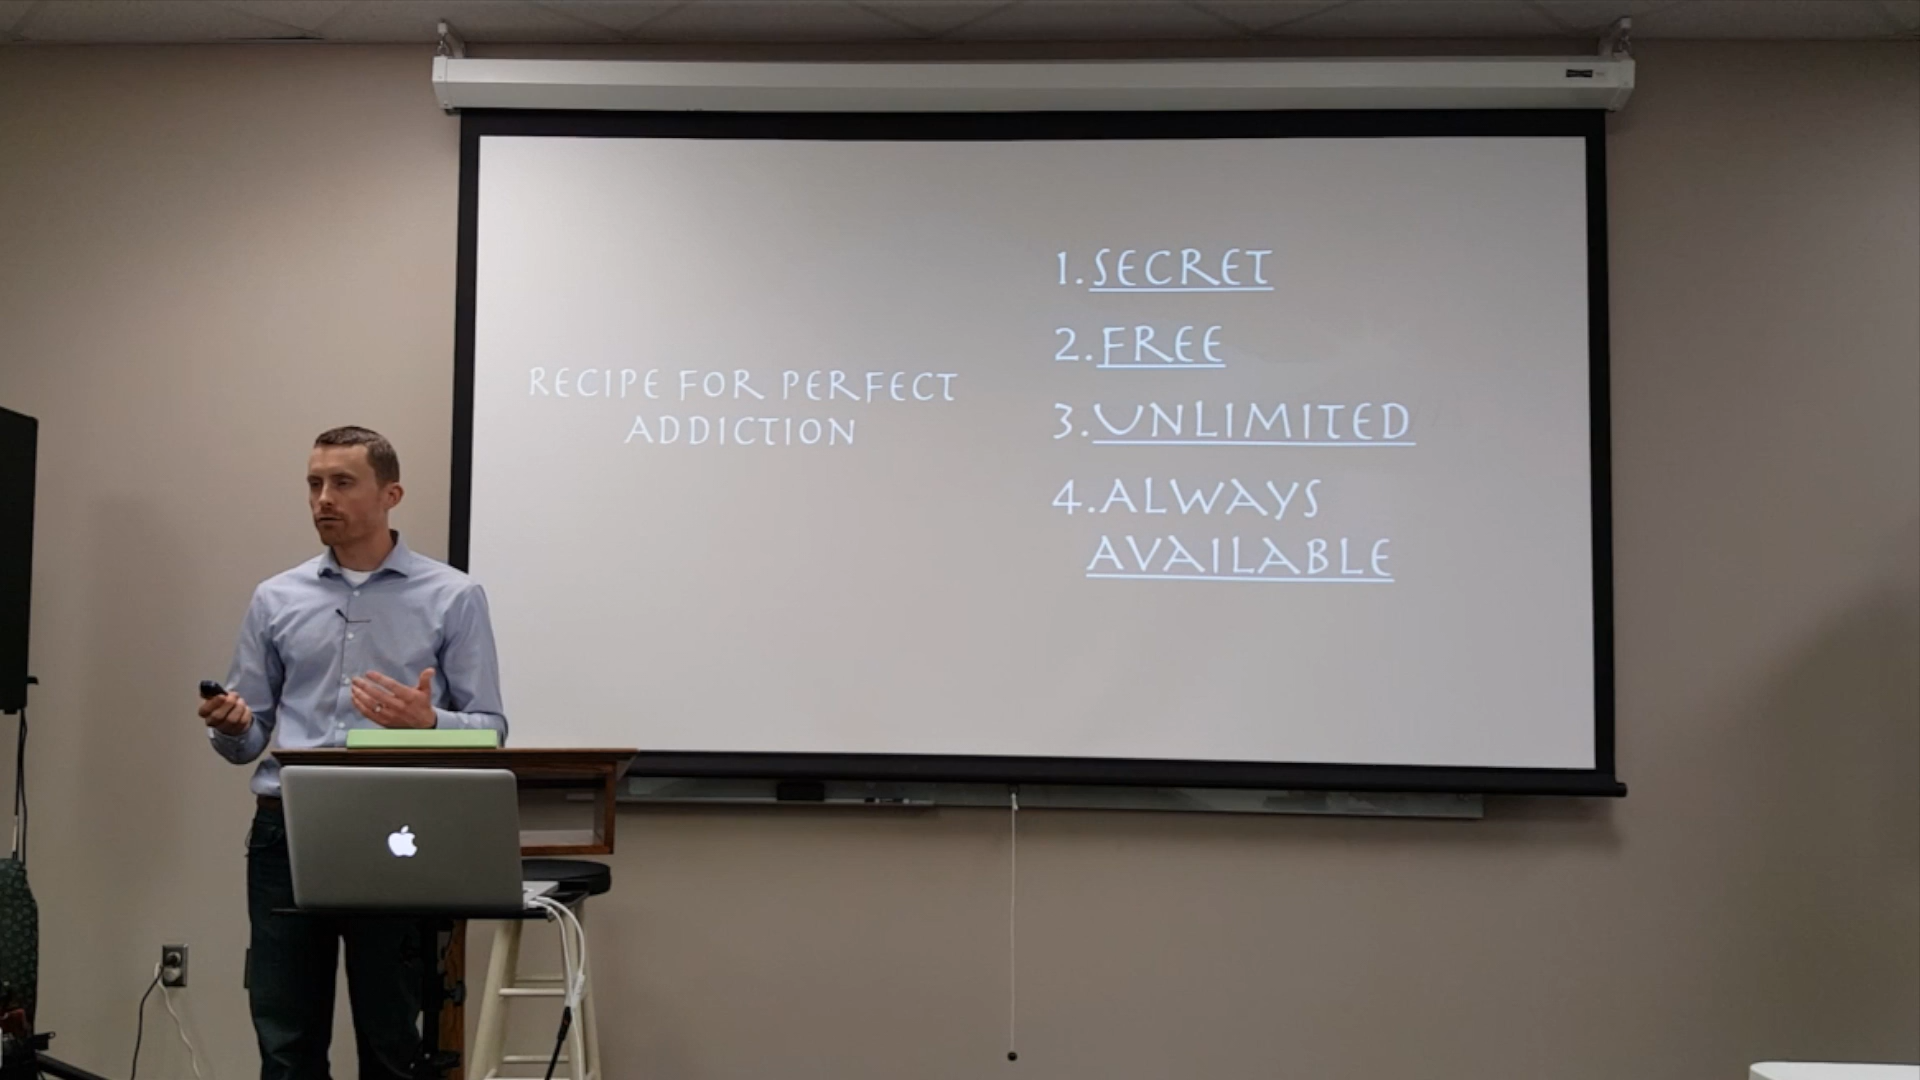 RECIPE FOR PERFECT
ADDICTION
1. SECRET
2. FREE
3. UNLIMITED
4. ALWAYS
AVAILABLE